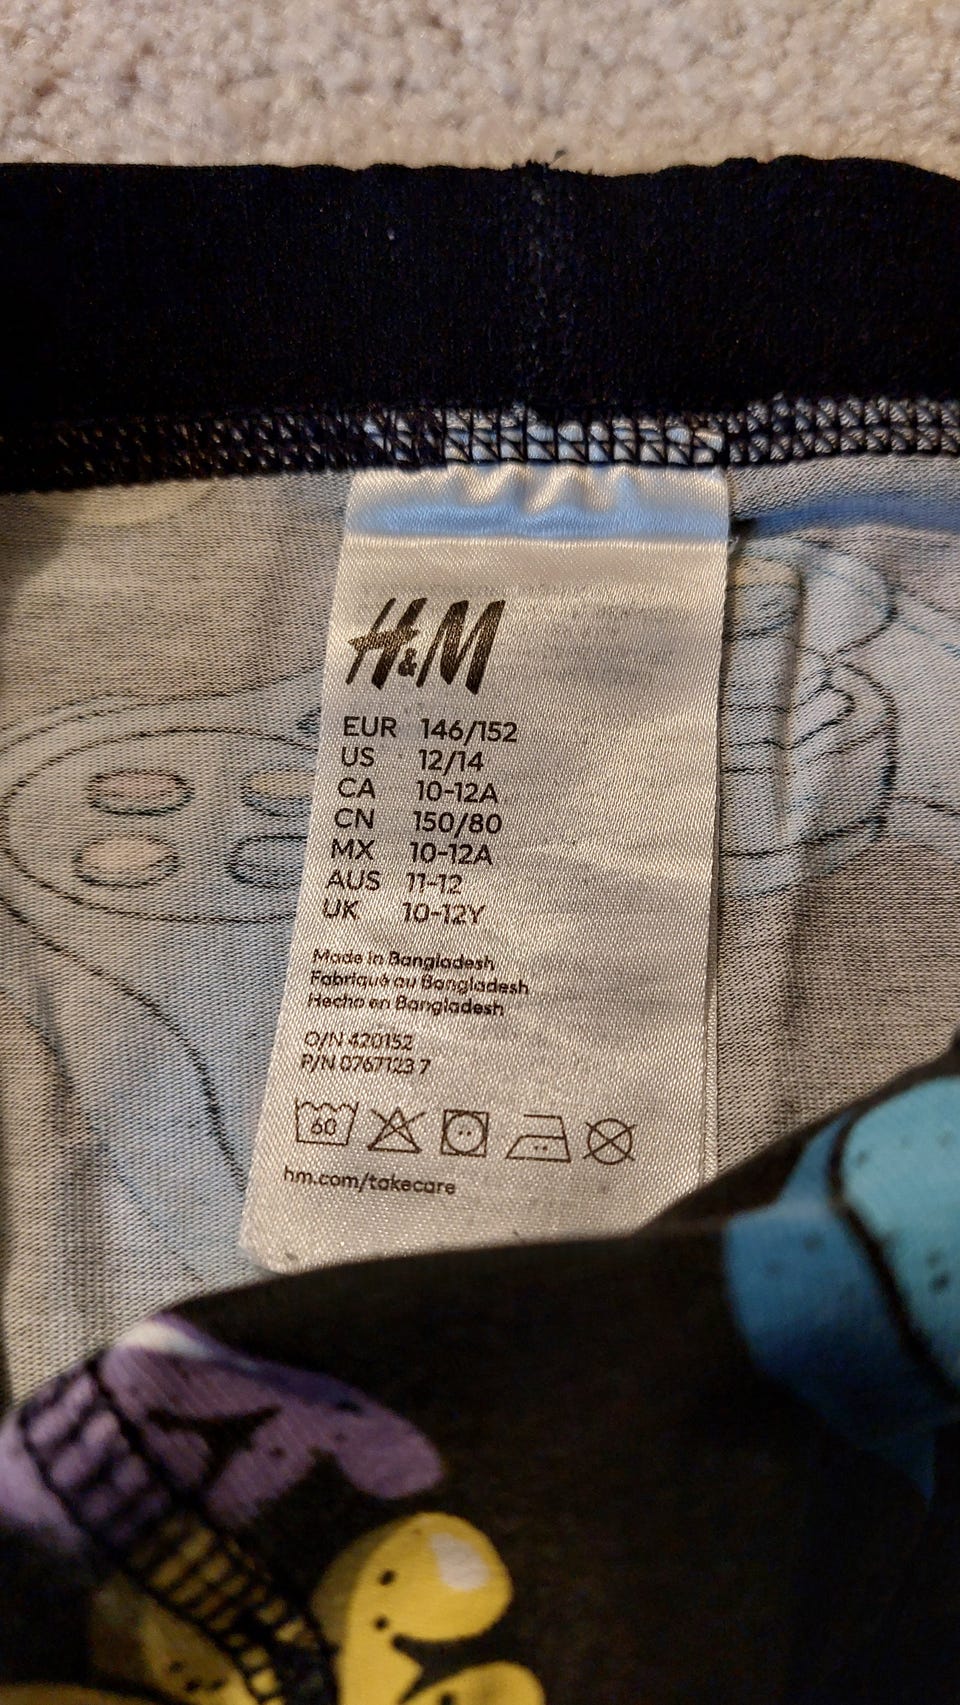 H&M
EUR 146/152
US 12/14
CA 10-12A
CN 150/80
MX 10-12A
AUS 11-12
UK 10-12Y
Made in Bangladesh
Fabriqué au Bangladesh
Hecho en Bangladesh
O/N 420152
P/N 0767123 7
60
hm.com/takecare